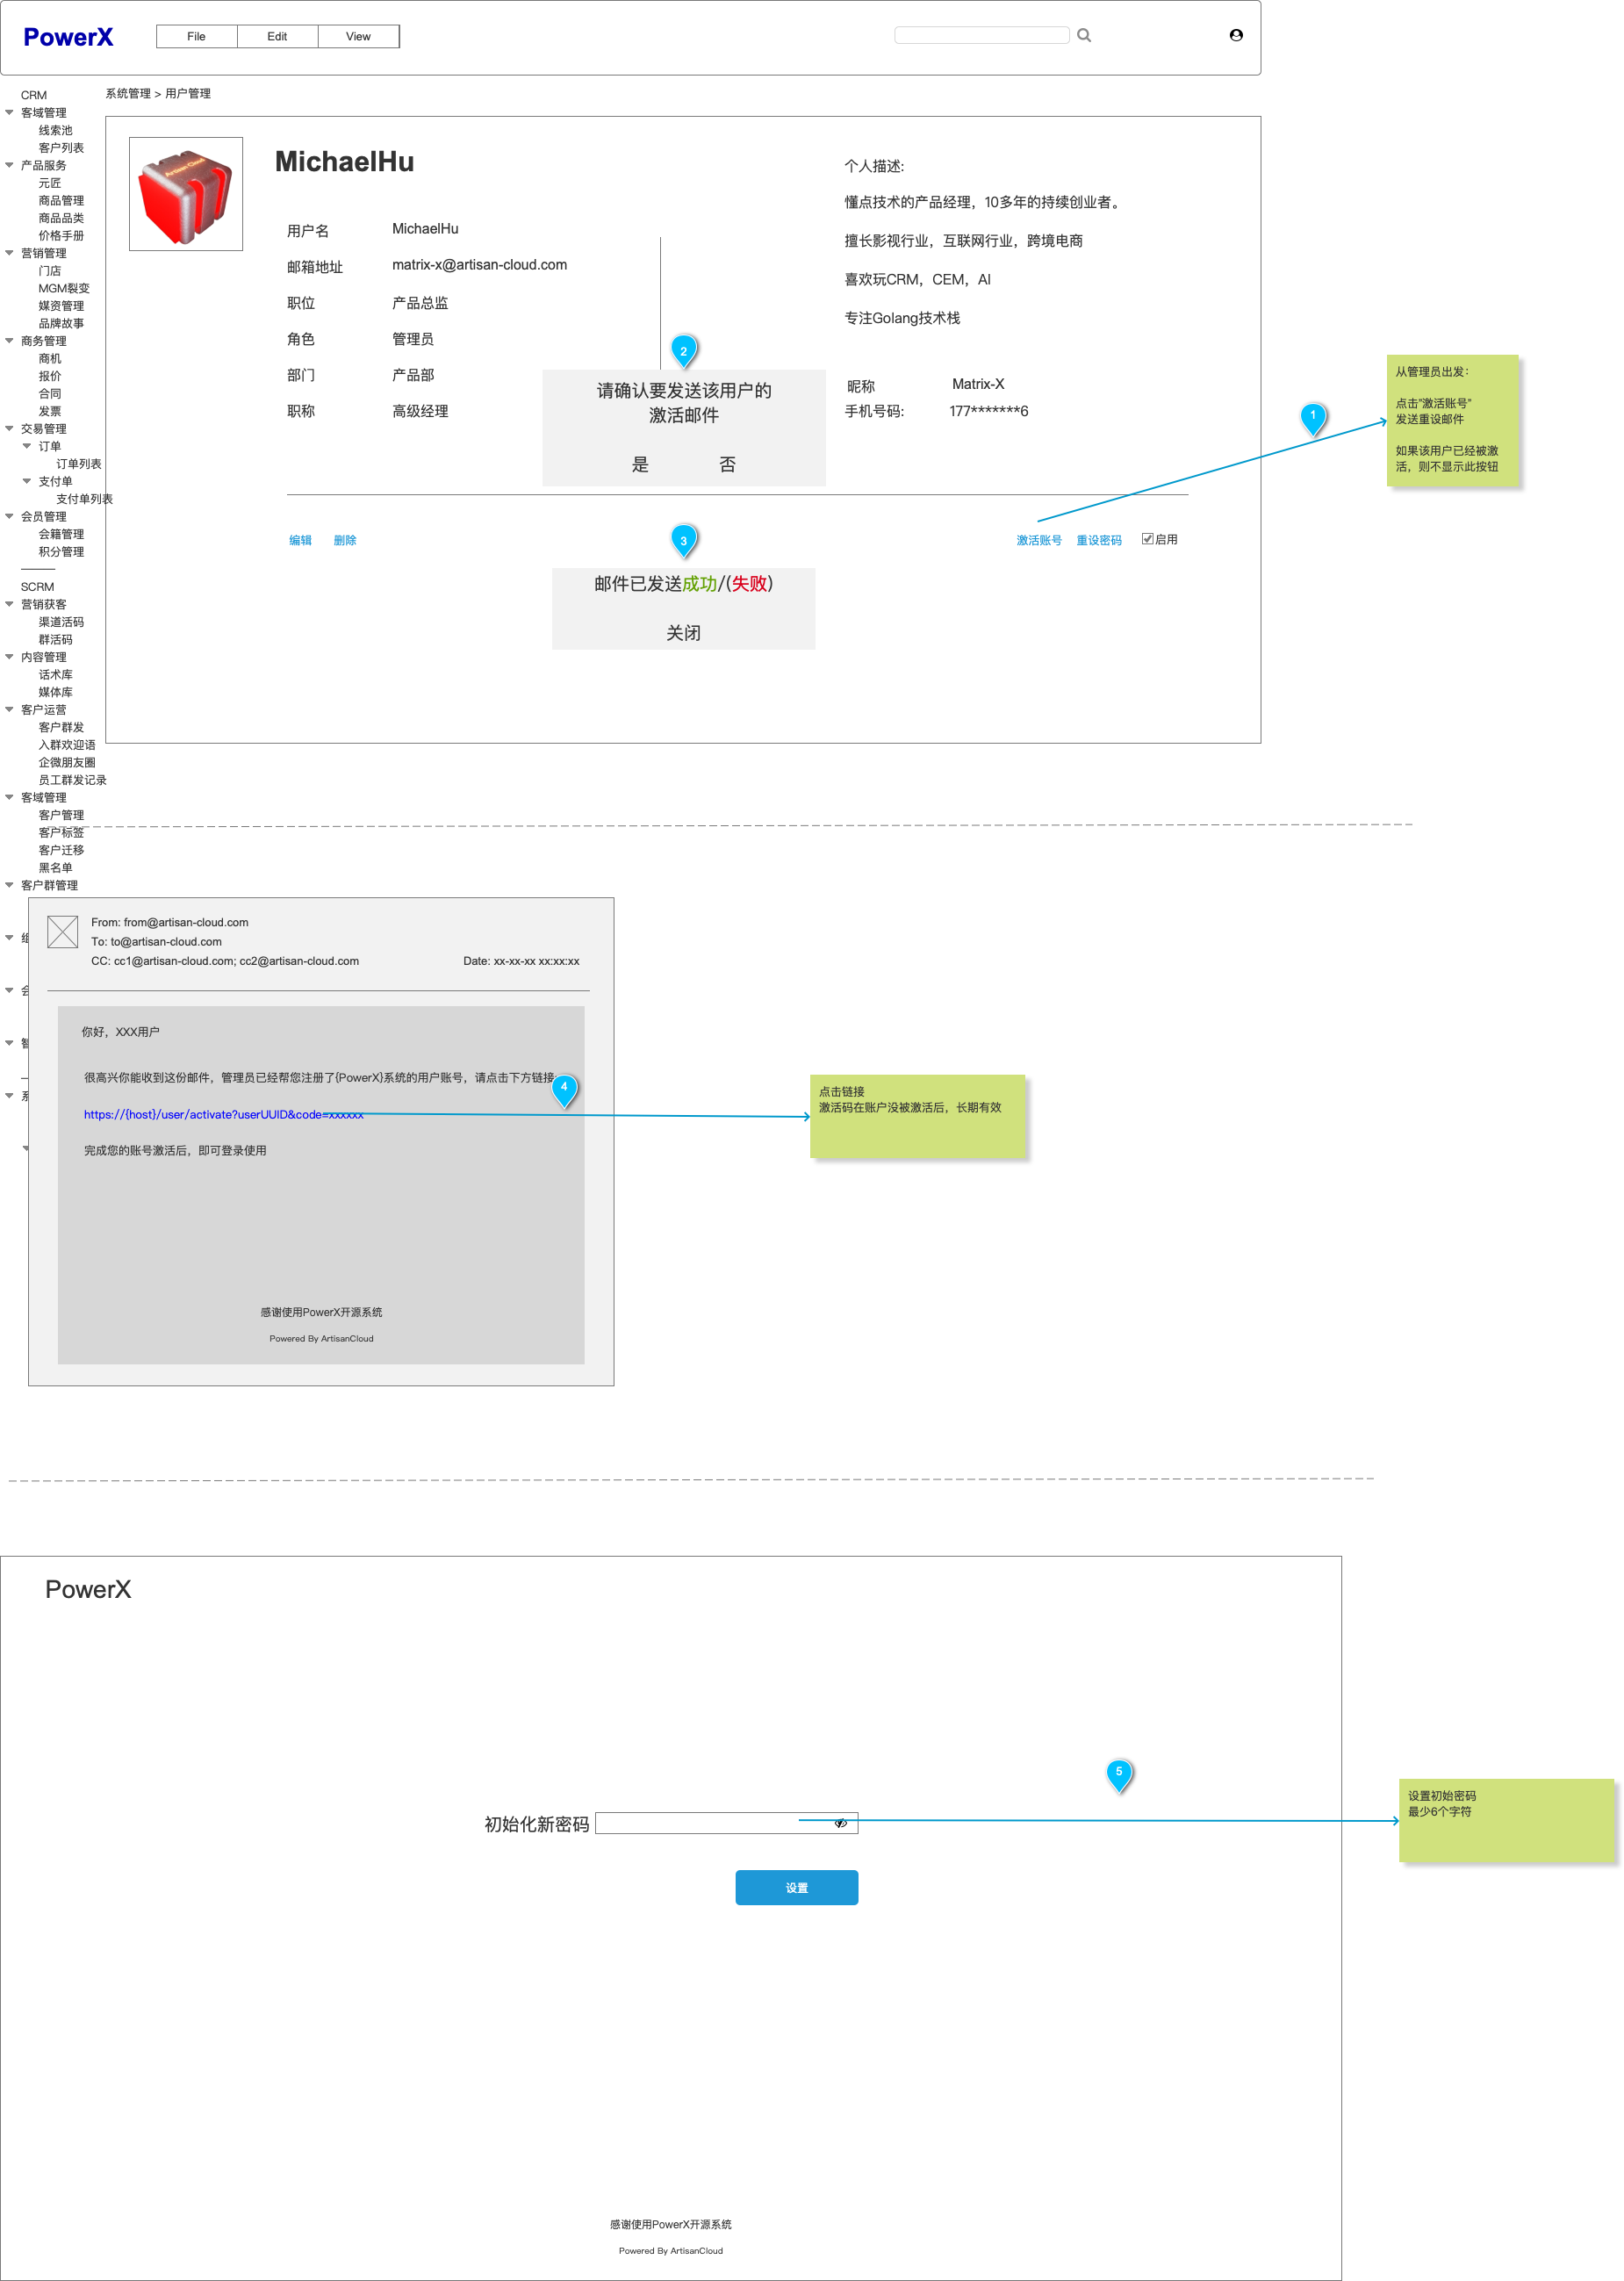 PowerX
File
Edit
View
CRM
客域管理
线索池
客户列表
产品服务
元匠
商品管理
商品品类
价格手册
营销管理
门店
MGM裂变
媒资管理
品牌故事
商务管理
商机
报价
合同
发票
交易管理
订单
订单列表
支付单
支付单列表
会员管理
会籍管理
积分管理
SCRM
营销获客
渠道活码
群活码
内容管理
话术库
媒体库
客户运营
客户群发
入群欢迎语
企微朋友圈
员工群发记录
客域管理
客户管理
客户标签
客户迁移
黑名单
客户群管理
系统管理 > 用户管理
Artisan-Cloud
MichaelHu
用户名 MichaelHu
邮箱地址 matrix-x@artisan-cloud.com
职位 产品总监
角色 管理员
部门 产品部
职称 高级经理
个人描述:
懂点技术的产品经理，10多年的持续创业者。
擅长影视行业，互联网行业，跨境电商
喜欢玩CRM，CEM，AI
专注Golang技术栈
昵称 Matrix-X
手机号码: 177*******6
2
请确认要发送该用户的
激活邮件
是 否
1
从管理员出发：
点击"激活账号"
发送重设邮件
如果该用户已经被激
活，则不显示此按钮
编辑 删除
激活账号 重设密码 启用
3
邮件已发送成功/(失败)
关闭
From: from@artisan-cloud.com
To: to@artisan-cloud.com
CC: cc1@artisan-cloud.com; cc2@artisan-cloud.com Date: xx-xx-xx xx:xx:xx
你好，XXX用户
很高兴你能收到这份邮件，管理员已经帮您注册了{PowerX}系统的用户账号，请点击下方链接:
4
https://{host}/user/activate?userUUID&code=xxxxxx
完成您的账号激活后，即可登录使用
感谢使用PowerX开源系统
Powered By ArtisanCloud
点击链接
激活码在账户没被激活后，长期有效
PowerX
5
初始化新密码
设置
设置初始密码
最少6个字符
感谢使用PowerX开源系统
Powered By ArtisanCloud